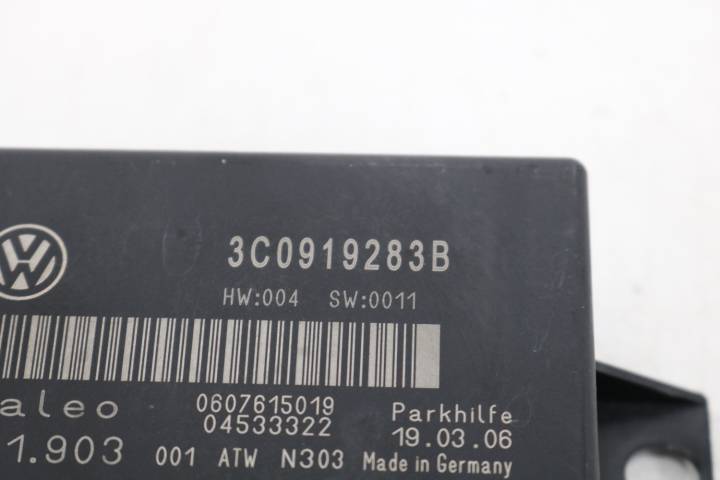 3C0919283B
HW:004 SW:0011
aleo 0607615019 Parkhilfe
04533322 19.03.06
1.903 001 ATW N303 Made in Germany